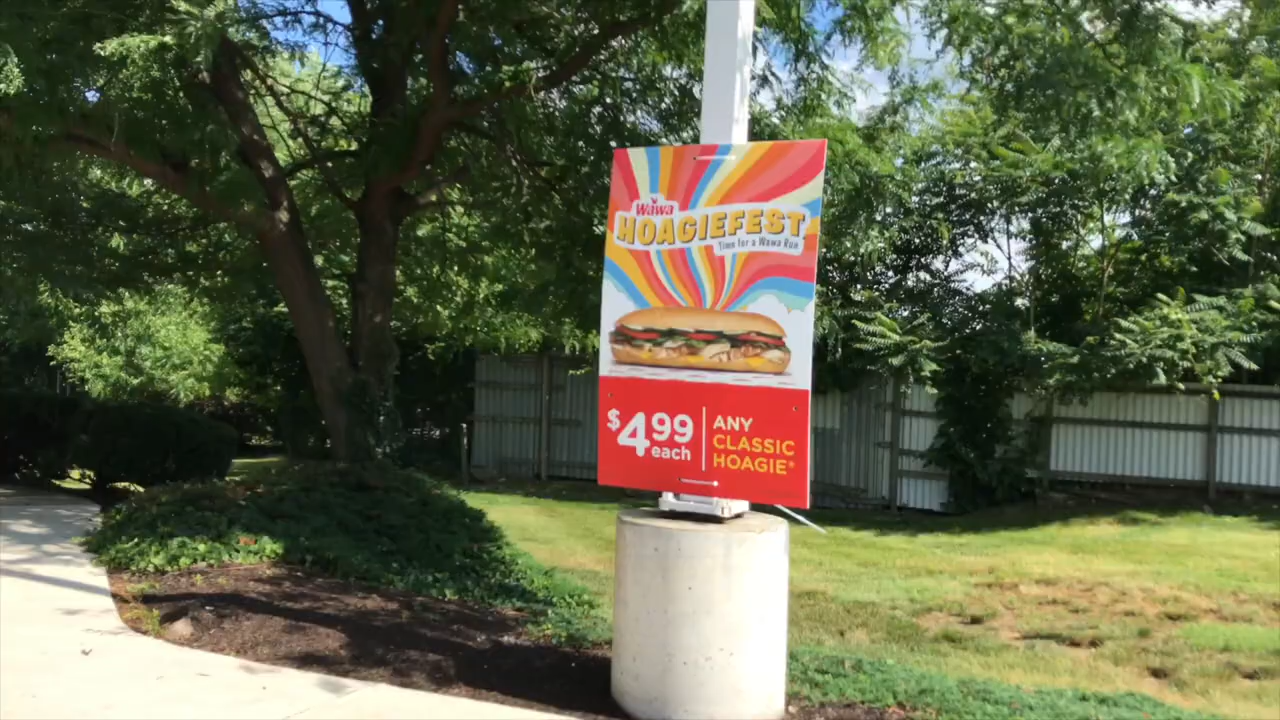 Wawa
HOAGIEFEST
Time for a Wawa Run
$4.99 each
ANY
CLASSIC
HOAGIE®